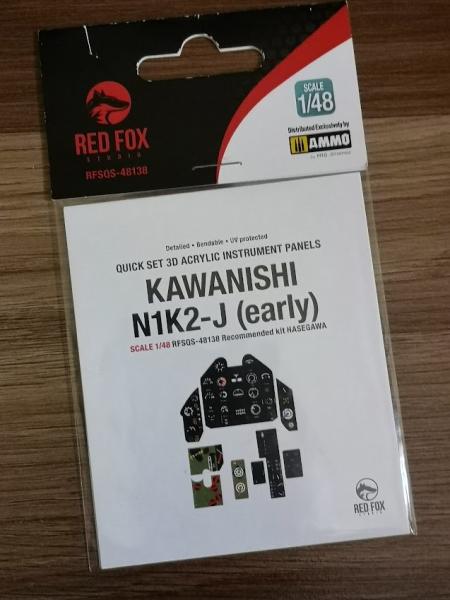 RED FOX
STUDIO
RFSQS-48138
SCALE
1/48
Distributed Exclusively by
AMMO
Detailed • Bendable • UV protected
QUICK SET 3D ACRYLIC INSTRUMENT PANELS
KAWANISHI
N1K2-J (early)
SCALE 1/48 RFSQS-48138 Recommended kit HASEGAWA
RED FOX
STUDIO